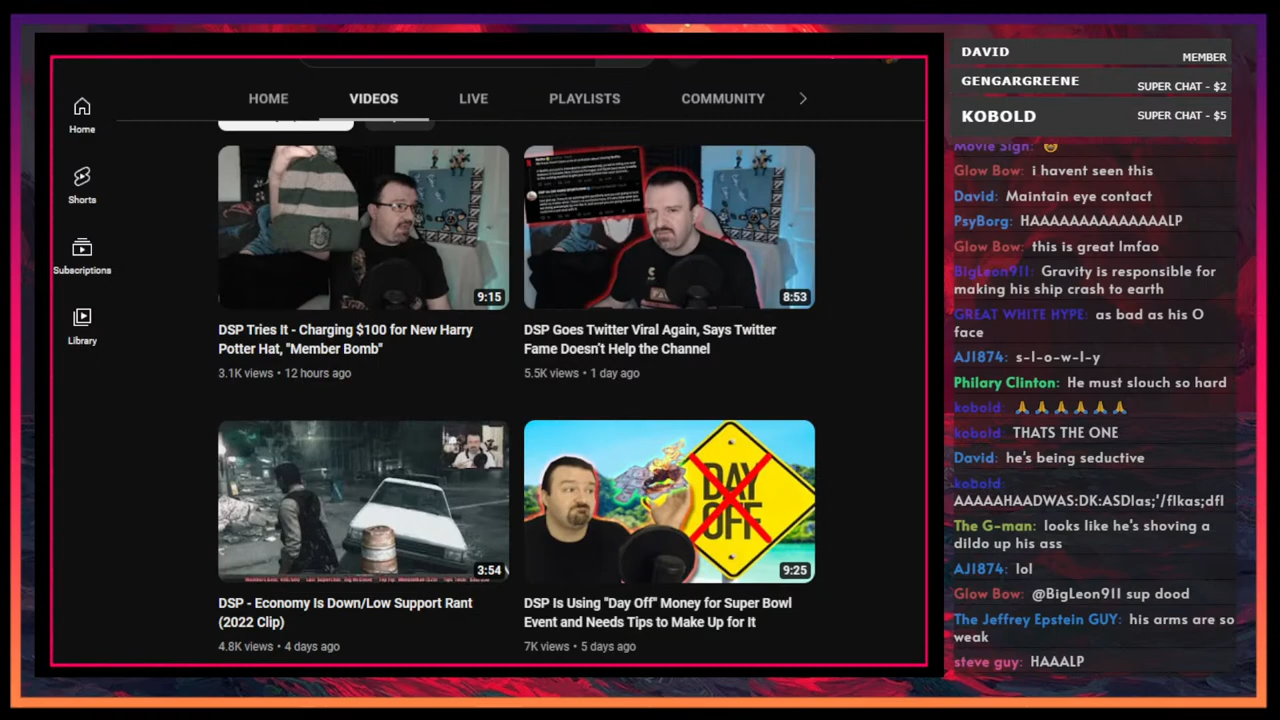 HOME
VIDEOS
LIVE
PLAYLISTS
COMMUNITY
Home
Shorts
Subscriptions
Library
9:15
8:53
DSP Tries It - Charging $100 for New Harry
Potter Hat, "Member Bomb"
3.1K views • 12 hours ago
DSP Goes Twitter Viral Again, Says Twitter
Fame Doesn't Help the Channel
5.5K views • 1 day ago
3:54
DAY
OFF
9:25
DSP - Economy Is Down/Low Support Rant
(2022 Clip)
4.8K views • 4 days ago
DSP Is Using "Day Off" Money for Super Bowl
Event and Needs Tips to Make Up for It
7K views • 5 days ago
DAVID
MEMBER
GENGARGREENE
SUPER CHAT - $2
KOBOLD
SUPER CHAT - $5
Movie Sign:
Glow Bow: i havent seen this
David: Maintain eye contact
PsyBorg: HAAAAAAAAAAAAAALP
Glow Bow: this is great lmfao
BigLeon911: Gravity is responsible for
making his ship crash to earth
GREAT WHITE HYPE: as bad as his O
face
AJ1874: s-l-o-w-l-y
Philary Clinton: He must slouch so hard
kobold: 🙏🙏🙏🙏🙏🙏
kobold: THATS THE ONE
David: he's being seductive
kobold:
AAAAAHAADWAS:DK:ASDlas;'/flkas;dfl
The G-man: looks like he's shoving a
dildo up his ass
AJ1874: lol
Glow Bow: @BigLeon911 sup dood
The Jeffrey Epstein GUY: his arms are so
weak
steve guy: HAAALP